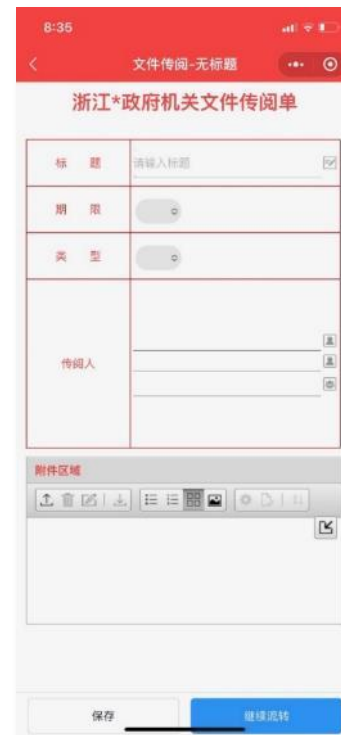 8:35
文件传阅-无标题
浙江*政府机关文件传阅单
标 题
请输入标题
期 限
类 型
传阅人
附件区域
保存
继续流转